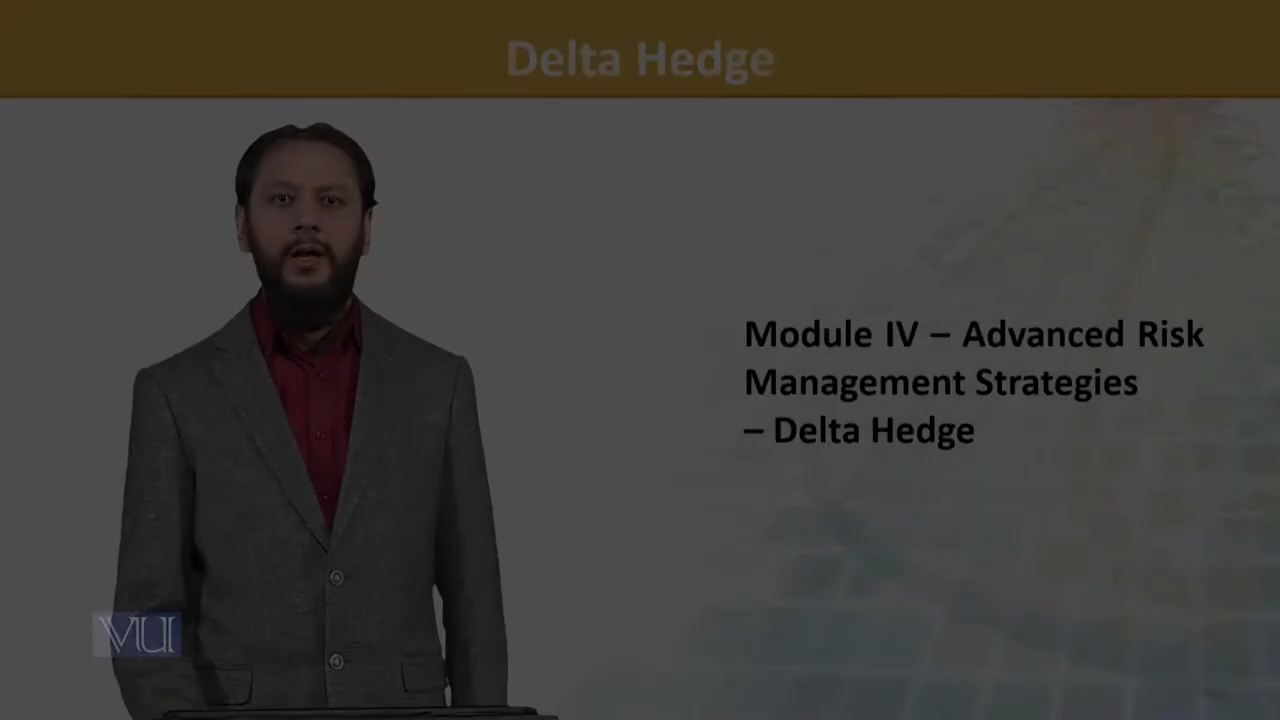 Delta Hedge
Module IV – Advanced Risk
Management Strategies
– Delta Hedge
VU